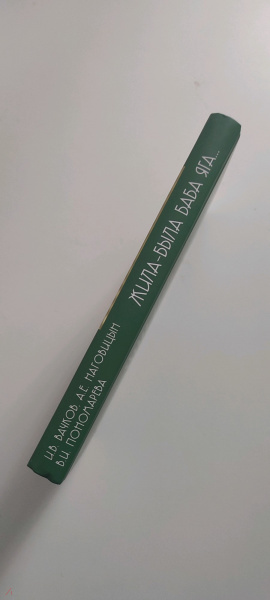 И.В. ВАЧКОВ, А.Е. НАГОВИЦЫН
В.И. ПОНОМАРЕВА
ЖИЛА-БЫЛА БАБА ЯГА...